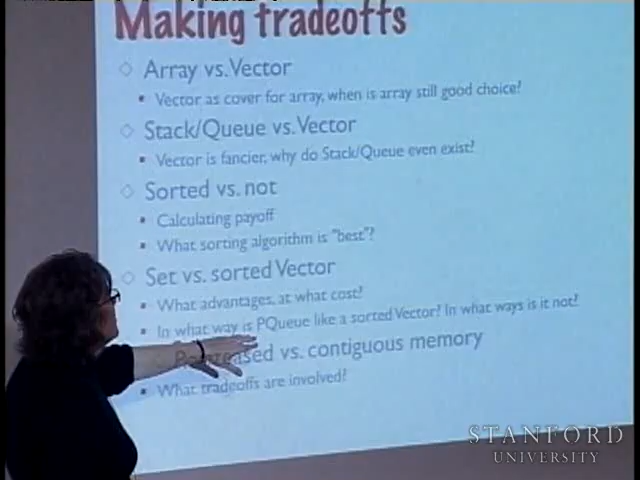 Making tradeoffs
Array vs. Vector
Vector as cover for array, when is array still good choice?
Stack/Queue vs. Vector
Vector is fancier, why do Stack/Queue even exist?
Sorted vs. not
Calculating payoff
What sorting algorithm is "best"?
Set vs. sorted Vector
What advantages, at what cost?
In what way is PQueue like a sorted Vector? In what ways is it not?
vs. contiguous memory
What tradeoffs are involved?
STANFORD
UNIVERSITY